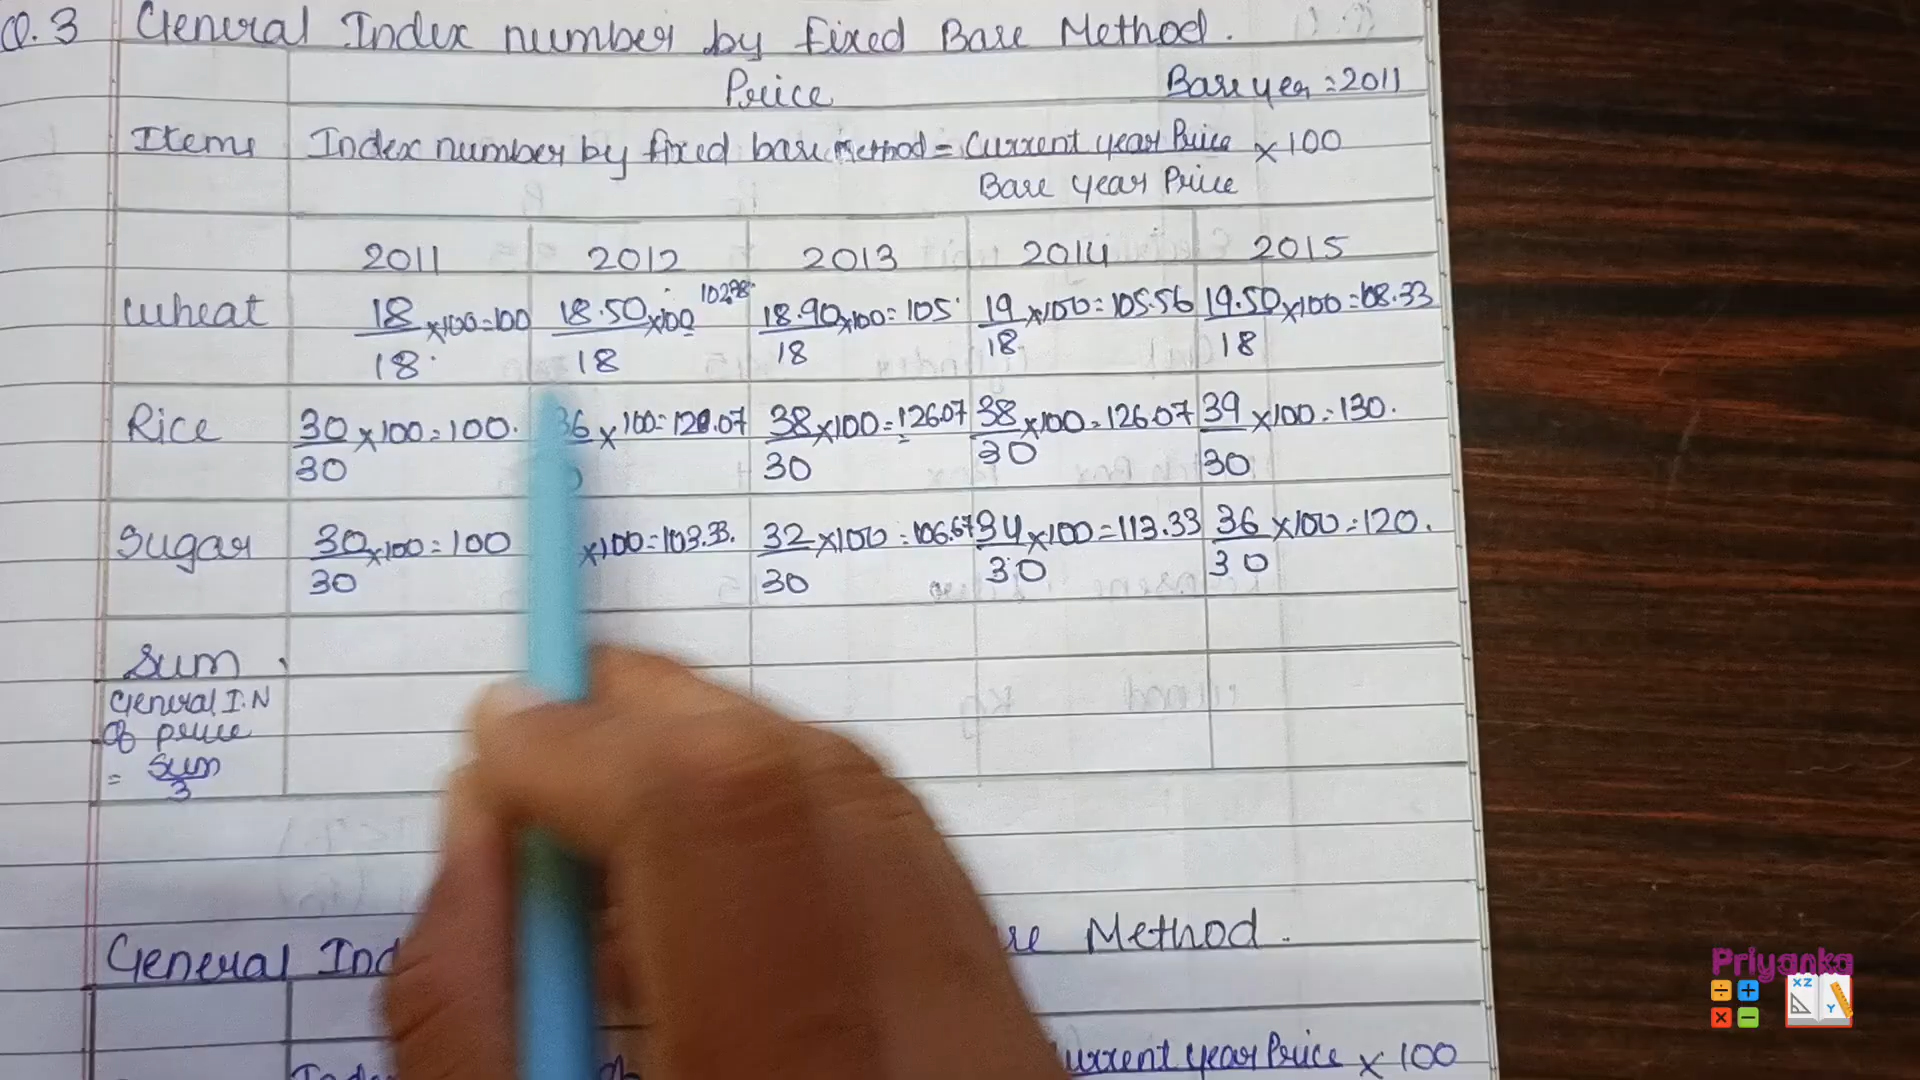 Q.3 General Index number by fixed Base Method.
Price Base year = 2011
Items Index number by fixed base method = Current year Price × 100
Base year Price
2011 2012 2013 2014 2015
Wheat 18 ×100=100 18.50 ×100 102.78 18.90 ×100=105 19 ×100=105.56 19.50 ×100=108.33
18 18 18 18 18
Rice 30 ×100=100. 36 × 100= 38 ×100=126.07 38 ×100=126.07 39 ×100=130.
30 30 30 30
Sugar 30 ×100=100 ×100=103.33. 32 ×100=106.67 34 ×100=113.33 36 ×100=120.
30 30 30 30
Sum
General I.N
Of price
= Sum
3
General Method.
Current year Price × 100
Priyanka
XZ
Y